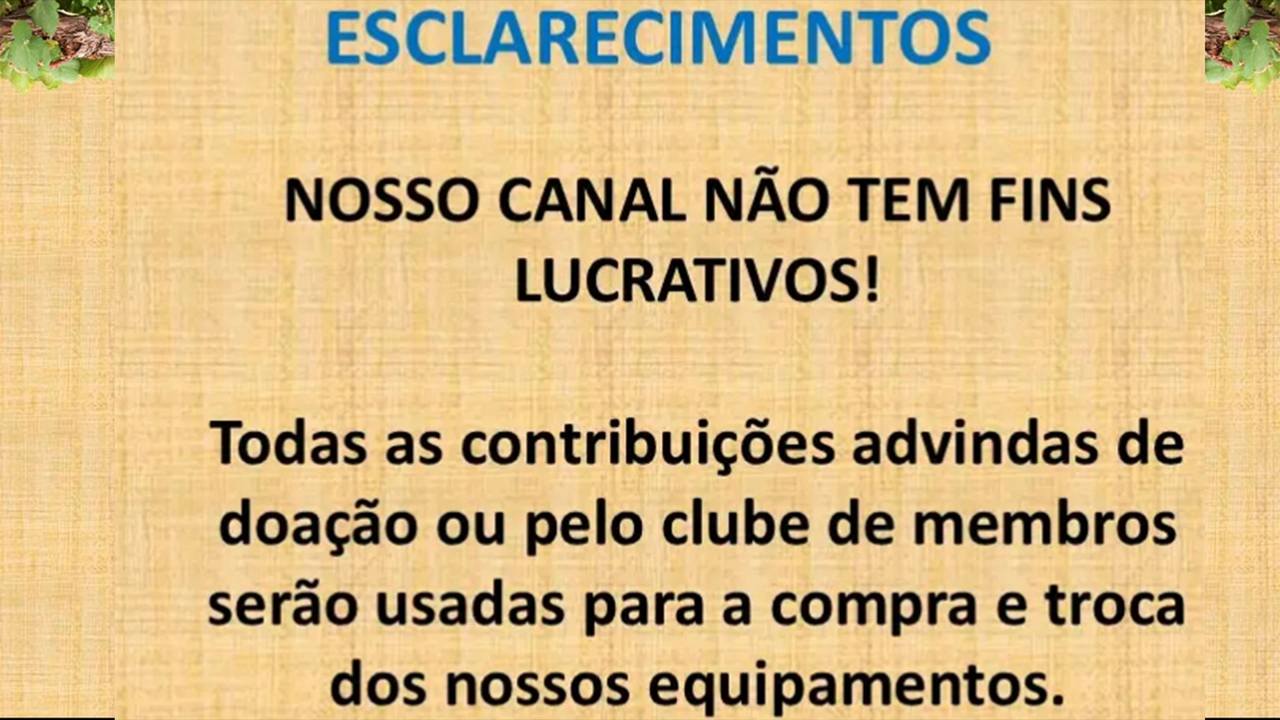 ESCLARECIMENTOS
NOSSO CANAL NÃO TEM FINS
LUCRATIVOS!
Todas as contribuições advindas de
doação ou pelo clube de membros
serão usadas para a compra e troca
dos nossos equipamentos.